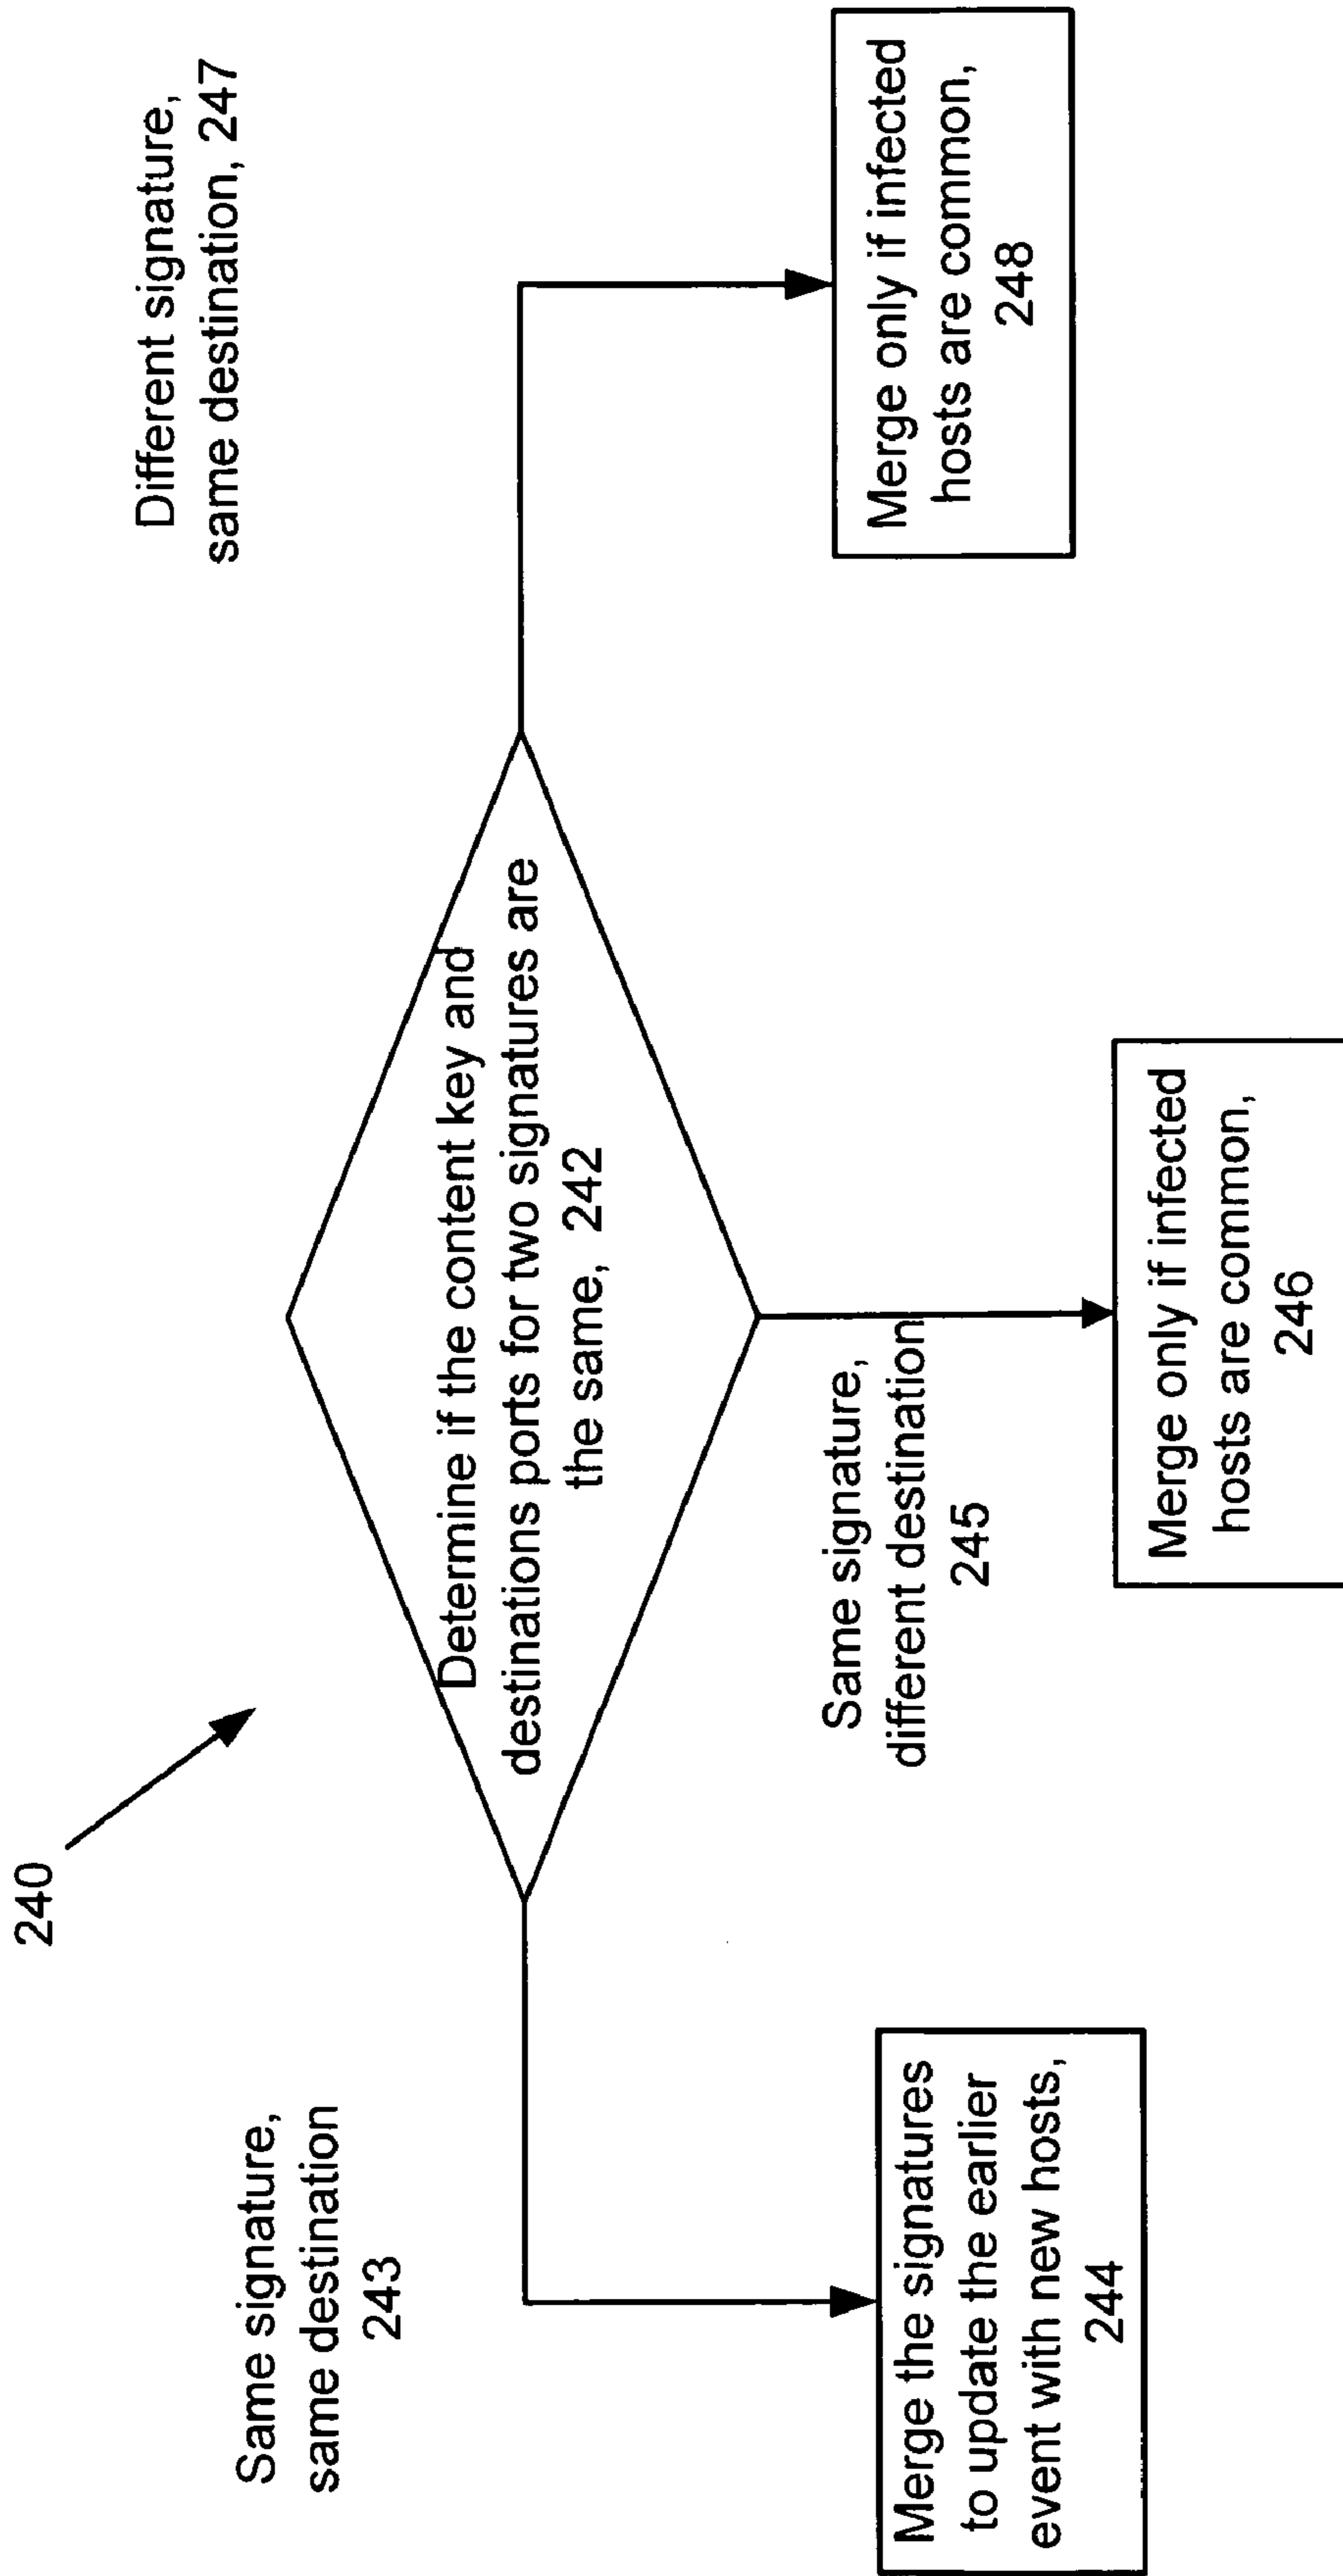 240
Same signature,
same destination
243
Different signature,
same destination, 247
Determine if the content key and
destinations ports for two signatures are
the same, 242
Same signature,
different destination
245
Merge the signatures
to update the earlier
event with new hosts,
244
Merge only if infected
hosts are common,
246
Merge only if infected
hosts are common,
248